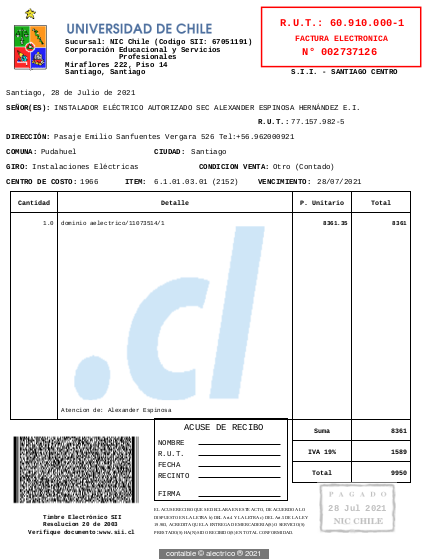 UNIVERSIDAD DE CHILE
Sucursal: NIC Chile (Codigo SII: 67051191)
Corporación Educacional y Servicios
Profesionales
Miraflores 222, Piso 14
Santiago, Santiago
R.U.T.: 60.910.000-1
FACTURA ELECTRONICA
N° 002737126
S.I.I. - SANTIAGO CENTRO
Santiago, 28 de Julio de 2021
SEÑOR(ES): INSTALADOR ELÉCTRICO AUTORIZADO SEC ALEXANDER ESPINOSA HERNÁNDEZ E.I.
R.U.T.: 77.157.982-5
DIRECCIÓN: Pasaje Emilio Sanfuentes Vergara 526 Tel:+56.962000921
COMUNA: Pudahuel CIUDAD: Santiago
GIRO: Instalaciones Eléctricas CONDICION VENTA: Otro (Contado)
CENTRO DE COSTO: 1966 ITEM: 6.1.01.03.01 (2152) VENCIMIENTO: 28/07/2021
Cantidad Detalle P. Unitario Total
1.0 dominio aelectrico/11073514/1 8361.35 8361
.cl
Atencion de: Alexander Espinosa
ACUSE DE RECIBO
NOMBRE
R.U.T.
FECHA
RECINTO
FIRMA
Suma 8361
IVA 19% 1589
Total 9950
Timbre Electrónico SII
Resolucion 20 de 2003
Verifique documento:www.sii.cl
EL ACUSE RECIBO QUE SE DECLARA EN ESTE ACTO, DE ACUERDO A LO
DISPUESTO EN LA LETRA b) DEL Art.4 Y LA LETRA c) DEL Art.5 DE LA LEY
19.983, ACREDITA QUE LA ENTREGA DE MERCADERIA(S) O SERVICIO(S)
PRESTADO(S) HA(N) SIDO RECIBIDO(S) EN TOTAL CONFORMIDAD.
PAGADO
28 Jul 2021
NIC CHILE
contable © alectrico ® 2021